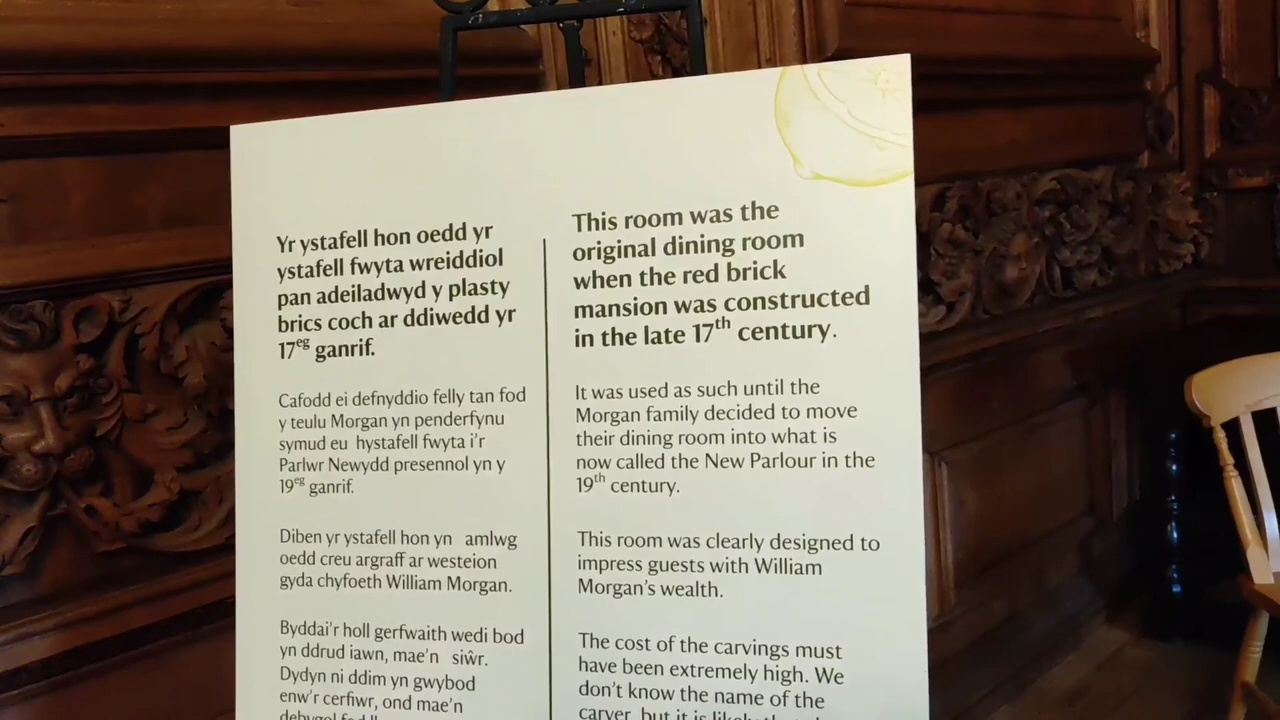 Yr ystafell hon oedd yr
ystafell fwyta wreiddiol
pan adeiladwyd y plasty
brics coch ar ddiwedd yr
17eg ganrif.
Cafodd ei defnyddio felly tan fod
y teulu Morgan yn penderfynu
symud eu hystafell fwyta i'r
Parlwr Newydd presennol yn y
19eg ganrif.
Diben yr ystafell hon yn amlwg
oedd creu argraff ar westeion
gyda chyfoeth William Morgan.
Byddai'r holl gerfwaith wedi bod
yn ddrud iawn, mae'n siŵr.
Dydyn ni ddim yn gwybod
enw'r cerfiwr, ond mae'n
This room was the
original dining room
when the red brick
mansion was constructed
in the late 17th century.
It was used as such until the
Morgan family decided to move
their dining room into what is
now called the New Parlour in the
19th century.
This room was clearly designed to
impress guests with William
Morgan's wealth.
The cost of the carvings must
have been extremely high. We
don't know the name of the
carver, but it is